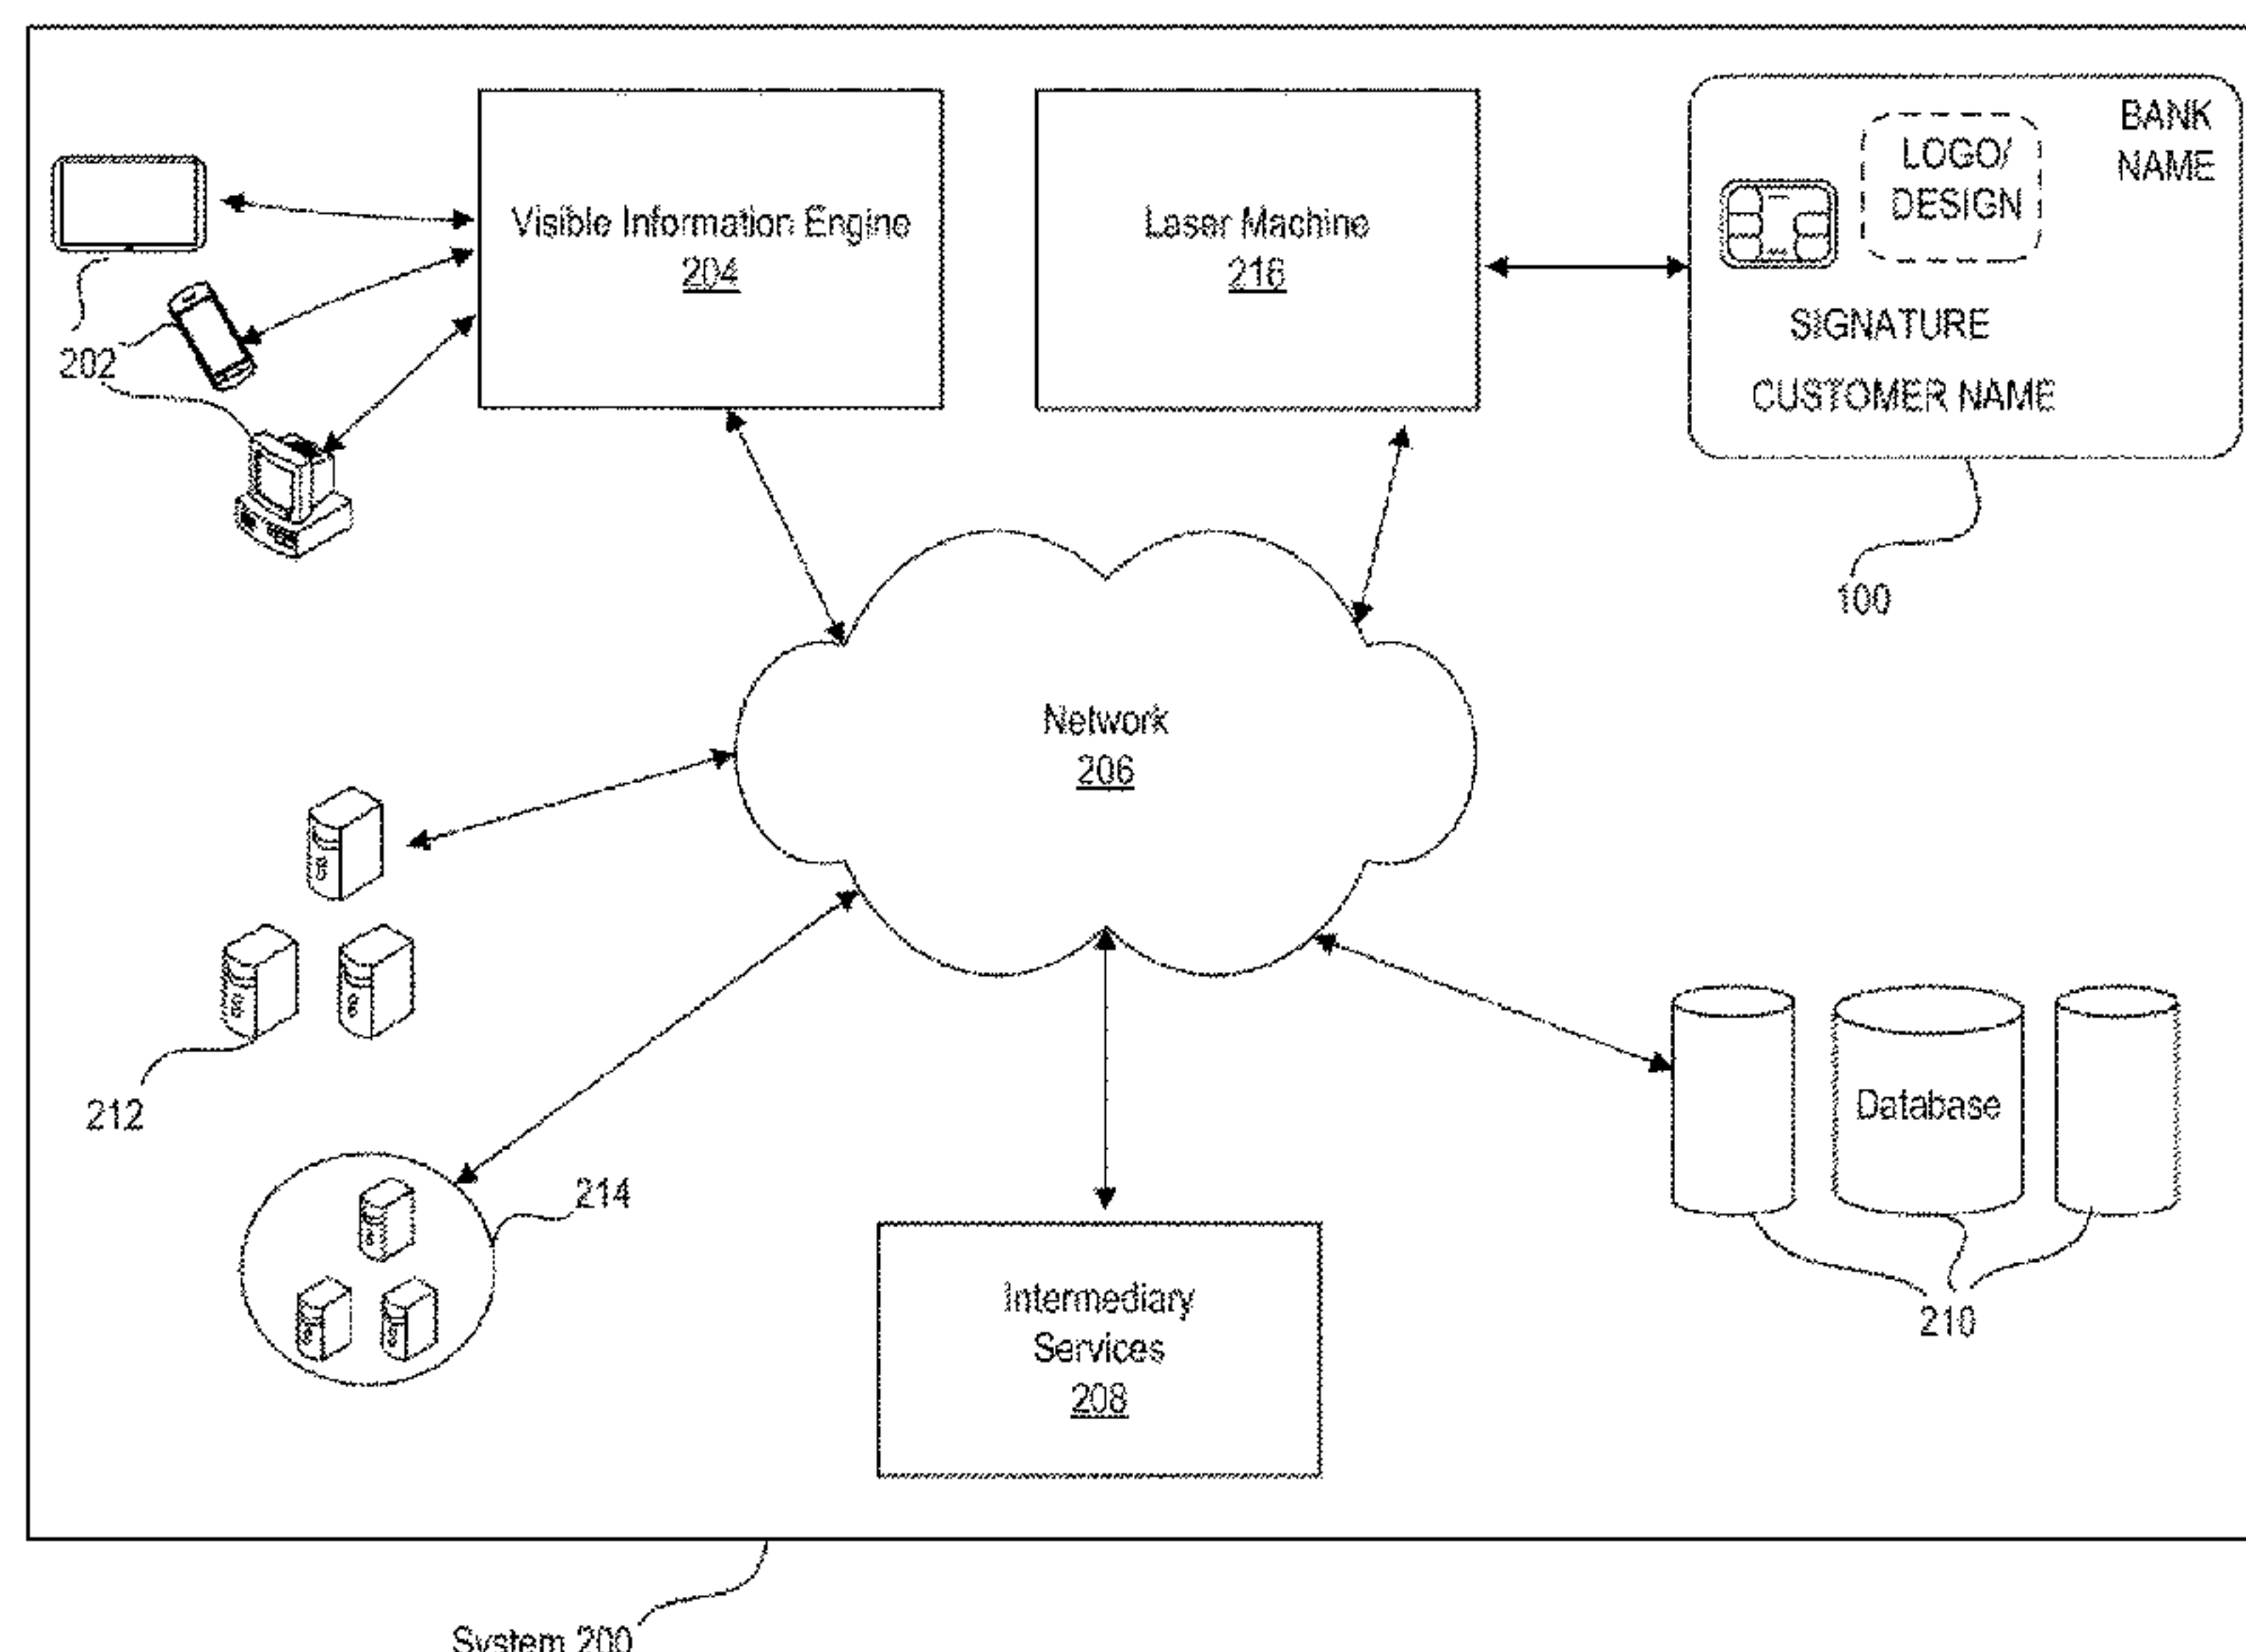 Visible Information Engine
204
Laser Machine
216
BANK
NAME
LOGO/
DESIGN
SIGNATURE
CUSTOMER NAME
202
100
Network
206
212
214
Database
210
Intermediary
Services
208
System 200